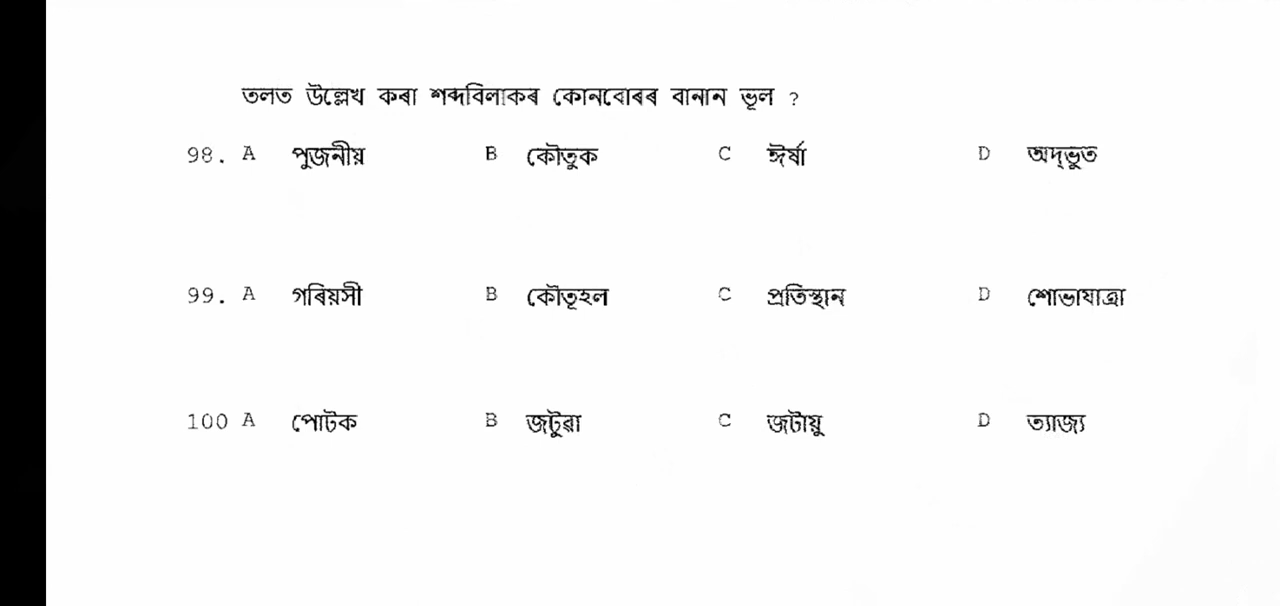 তলত উল্লেখ কৰা শব্দবিলাকৰ কোনবোৰৰ বানান ভূল ?
98. A পুজনীয় B কৌতুক C ঈৰ্ষা D অদ্ভুত
99. A গৰিয়সী B কৌতূহল C প্ৰতিস্থান D শোভাযাত্ৰা
100 A পোটক B জটুৱা C জটায়ু D ত্যাজ্য